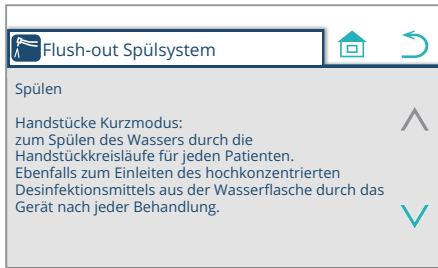 Flush-out Spülsystem
Spülen
Handstücke Kurzmodus:
zum Spülen des Wassers durch die
Handstückkreisläufe für jeden Patienten.
Ebenfalls zum Einleiten des hochkonzentrierten
Desinfektionsmittels aus der Wasserflasche durch das
Gerät nach jeder Behandlung.